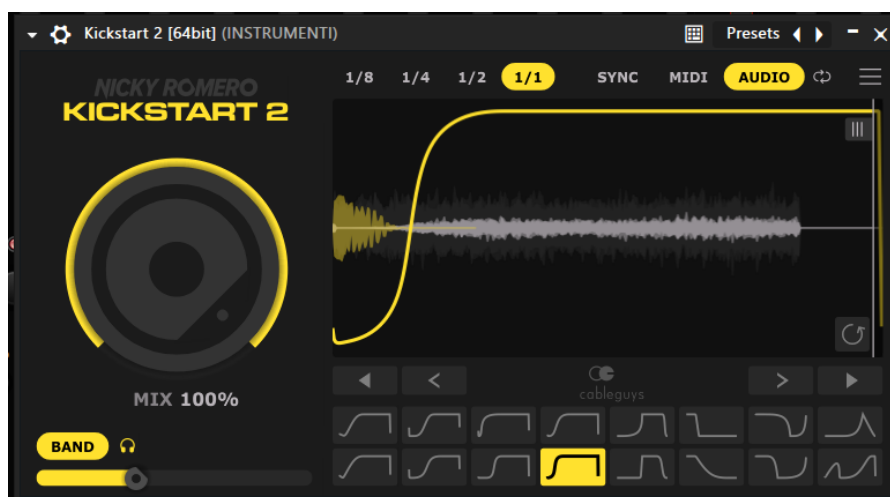 Kickstart 2 [64bit] (INSTRUMENTI) Presets
NICKY ROMERO
KICKSTART 2
1/8 1/4 1/2 1/1 SYNC MIDI AUDIO
MIX 100%
cableguys
BAND